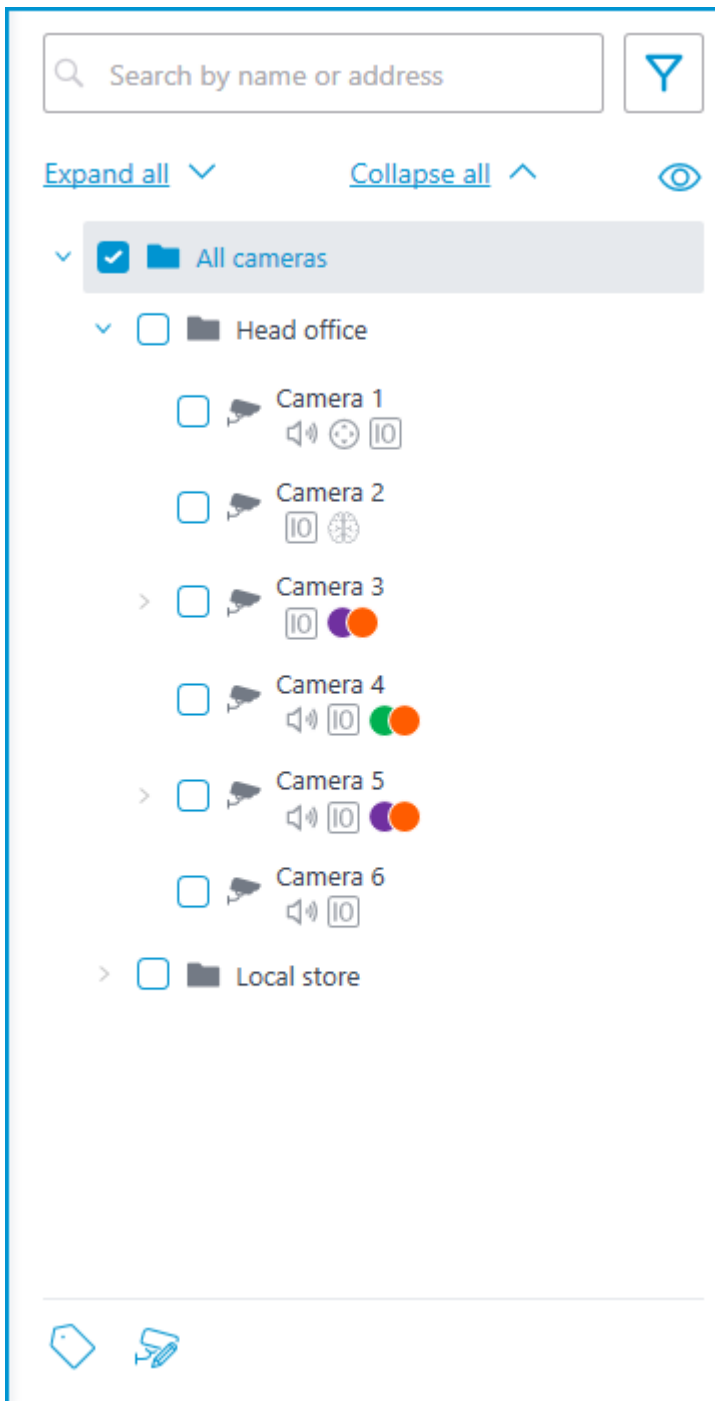 Search by name or address
Expand all Collapse all
All cameras
Head office
Camera 1
IO
Camera 2
IO
Camera 3
IO
Camera 4
IO
Camera 5
IO
Camera 6
IO
Local store